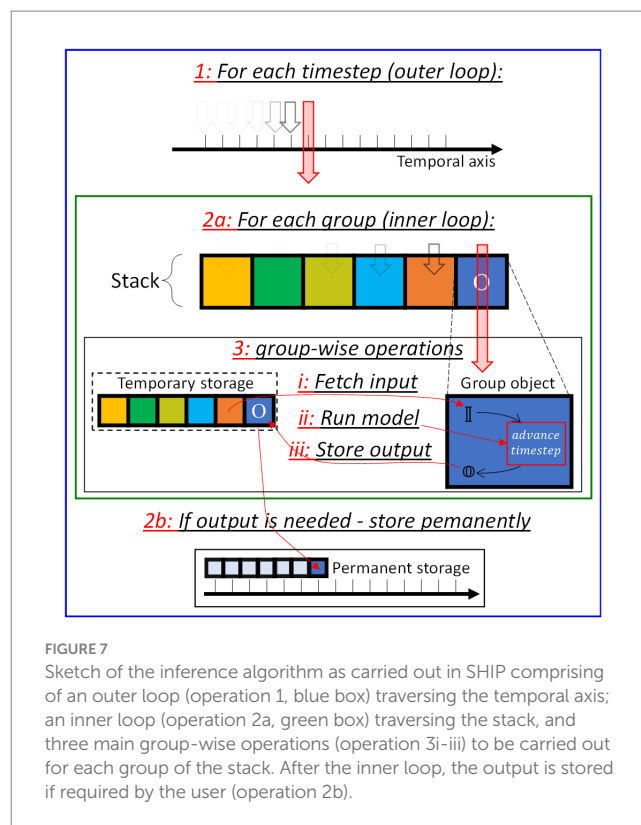 1: For each timestep (outer loop):
Temporal axis
2a: For each group (inner loop):
Stack
O
3: group-wise operations
Temporary storage
i: Fetch input
Group object
O
𝕀
ii: Run model
advance
timestep
iii: Store output
𝕆
2b: If output is needed - store pemanently
Permanent storage
FIGURE 7
Sketch of the inference algorithm as carried out in SHIP comprising
of an outer loop (operation 1, blue box) traversing the temporal axis;
an inner loop (operation 2a, green box) traversing the stack, and
three main group-wise operations (operation 3i-iii) to be carried out
for each group of the stack. After the inner loop, the output is stored
if required by the user (operation 2b).